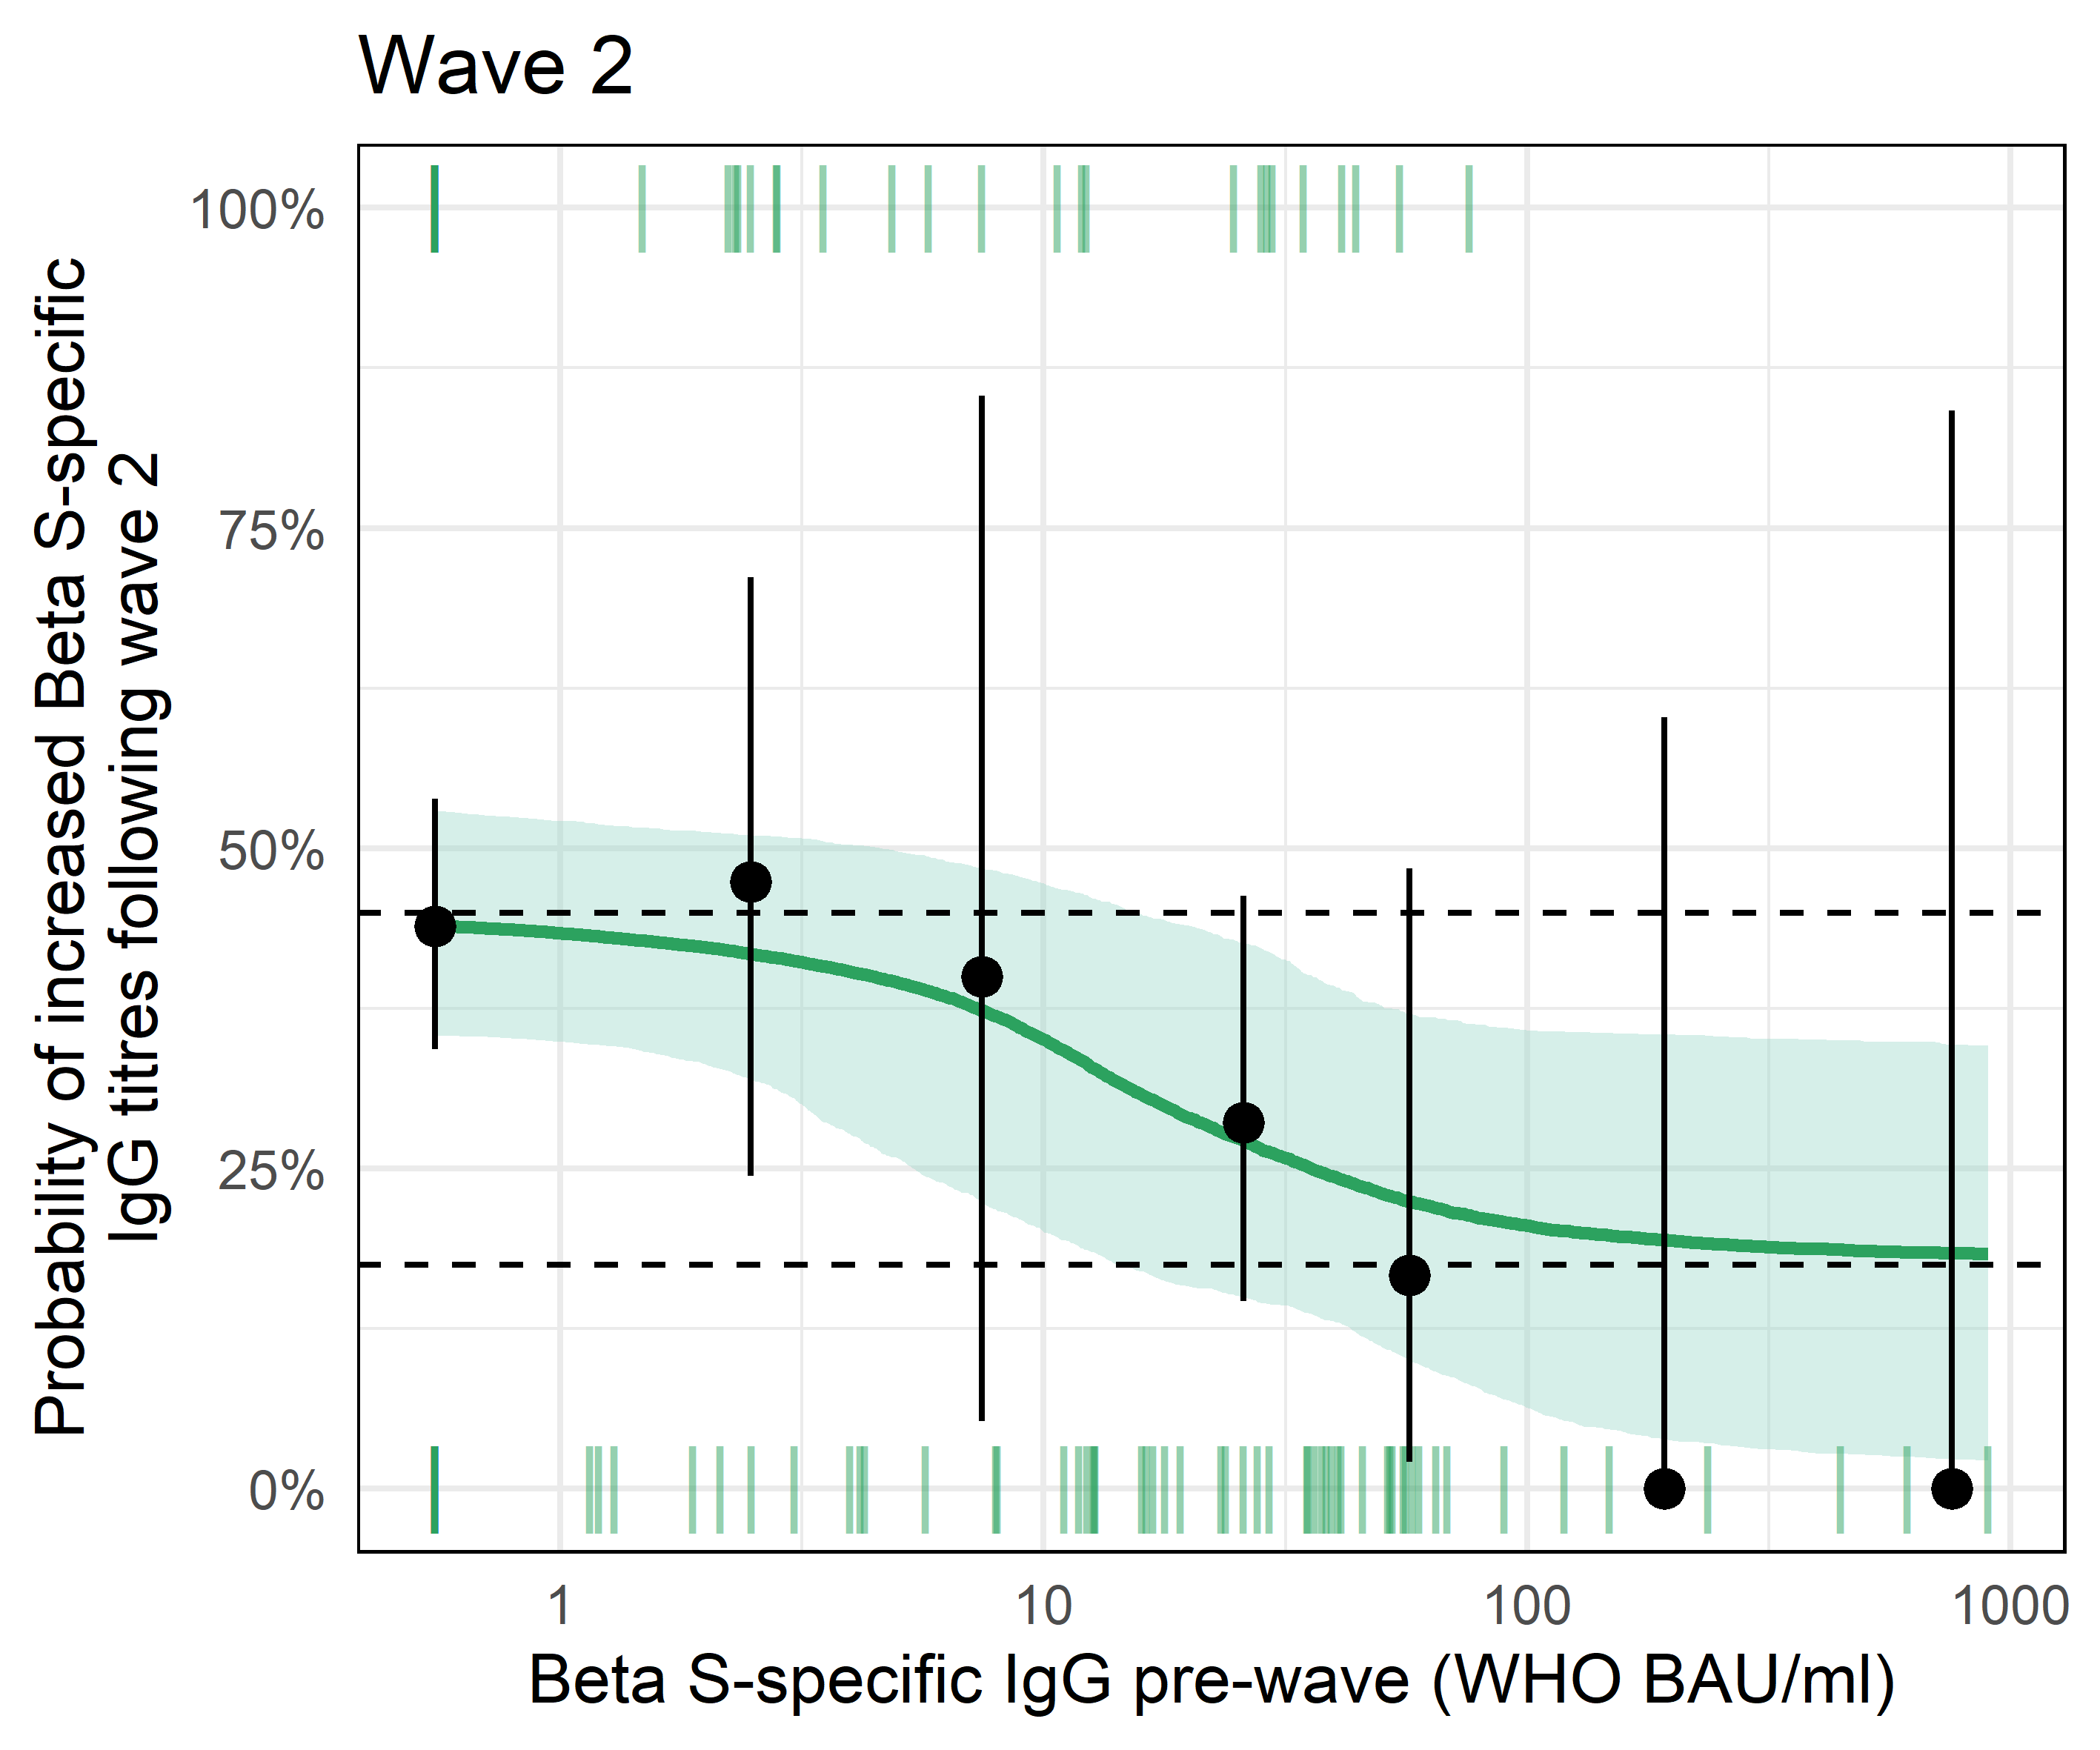 Wave 2
Probability of increased Beta S-specific
IgG titres following wave 2
100%
75%
50%
25%
0%
1 10 100 1000
Beta S-specific IgG pre-wave (WHO BAU/ml)